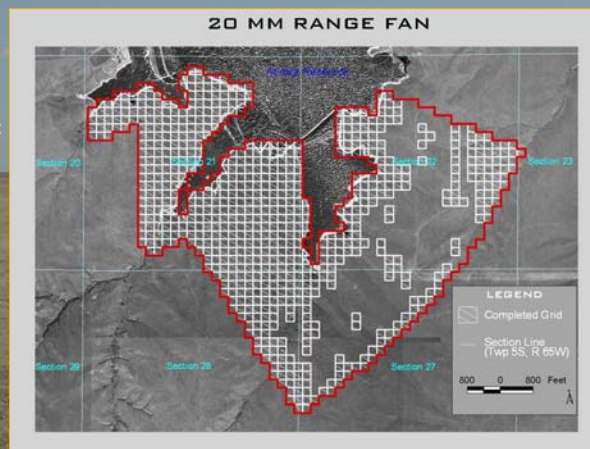 20 MM RANGE FAN
Reservoir
Section 20
Section 21
Section 22
Section 23
LEGEND
Completed Grid
Section Line
(Twp 5S, R 65W)
800 0 800 Feet
A
Section 29
Section 28
Section 27